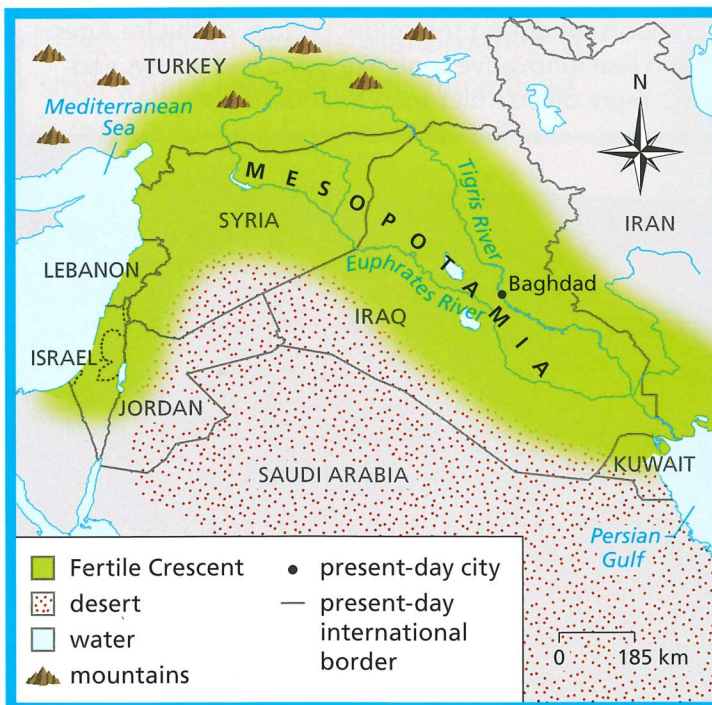 TURKEY
N
Mediterranean
Sea
MESOPOTAMIA
Tigris River
SYRIA
IRAN
LEBANON
Euphrates River
Baghdad
IRAQ
ISRAEL
JORDAN
SAUDI ARABIA
KUWAIT
Persian
Gulf
Fertile Crescent
desert
water
mountains
present-day city
present-day
international
border
0 185 km